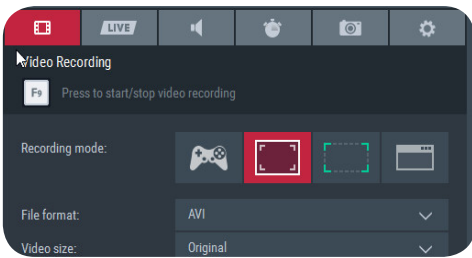 LIVE
Video Recording
F9 Press to start/stop video recording
Recording mode:
File format: AVI
Video size: Original